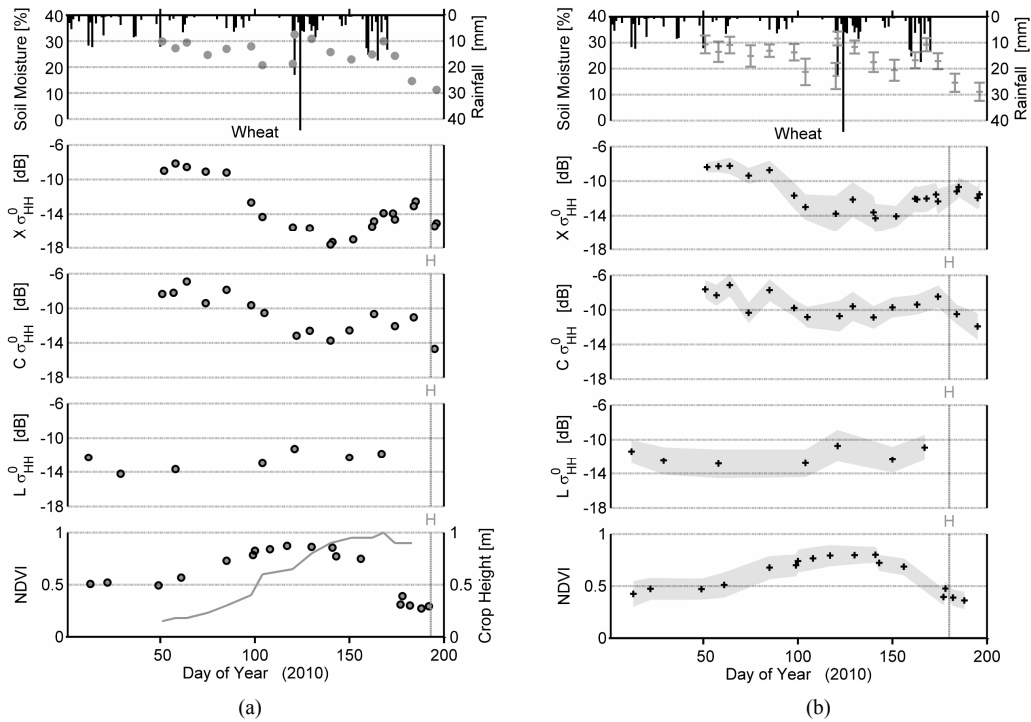 40
30
20
10
0
Soil Moisture [%]
0
10
20
30
40
Rainfall [mm]
Wheat
-6
-10
-14
-18
X σ⁰HH [dB]
H
-6
-10
-14
-18
C σ⁰HH [dB]
H
-6
-10
-14
-18
L σ⁰HH [dB]
H
1
0.5
0
NDVI
1
0.5
0
Crop Height [m]
50 100 150 200
Day of Year (2010)
(a)
40
30
20
10
0
Soil Moisture [%]
0
10
20
30
40
Rainfall [mm]
Wheat
-6
-10
-14
-18
X σ⁰HH [dB]
H
-6
-10
-14
-18
C σ⁰HH [dB]
H
-6
-10
-14
-18
L σ⁰HH [dB]
H
1
0.5
0
NDVI
50 100 150 200
Day of Year (2010)
(b)